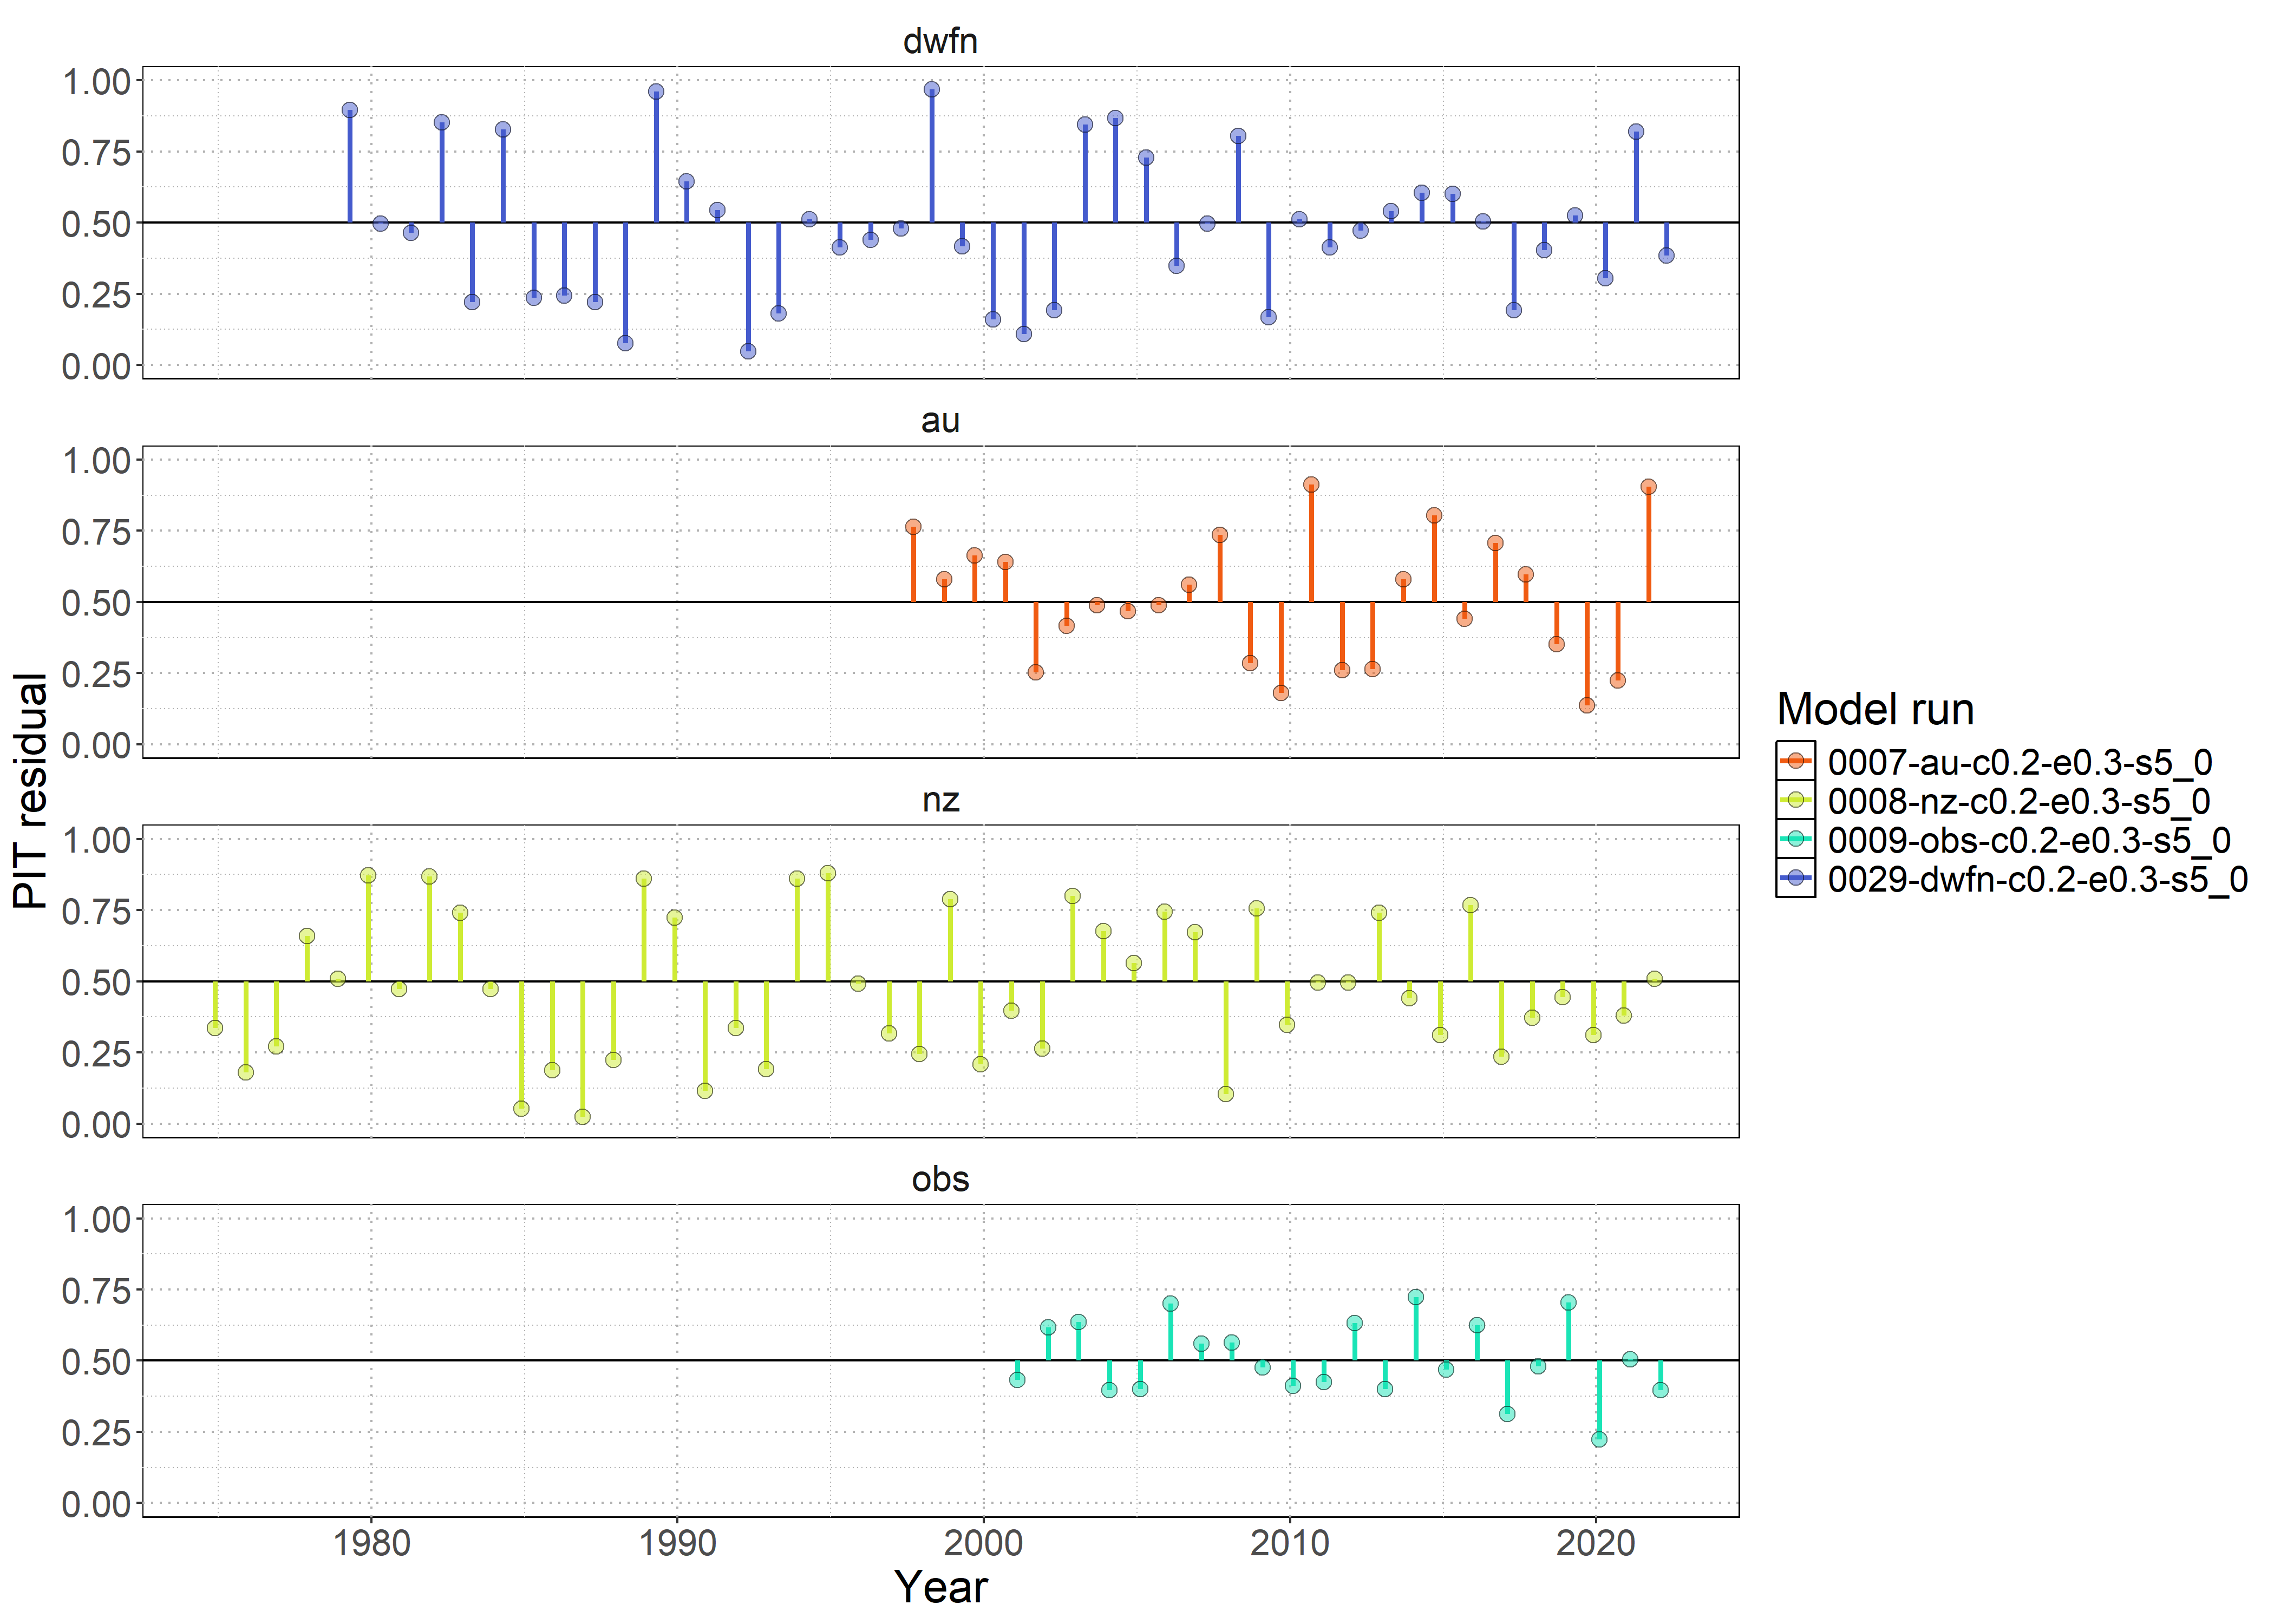 dwfn
1.00
0.75
0.50
0.25
0.00
au
1.00
0.75
0.50
0.25
0.00
nz
1.00
0.75
0.50
0.25
0.00
obs
1.00
0.75
0.50
0.25
0.00
1980 1990 2000 2010 2020
Year
PIT residual
Model run
0007-au-c0.2-e0.3-s5_0
0008-nz-c0.2-e0.3-s5_0
0009-obs-c0.2-e0.3-s5_0
0029-dwfn-c0.2-e0.3-s5_0